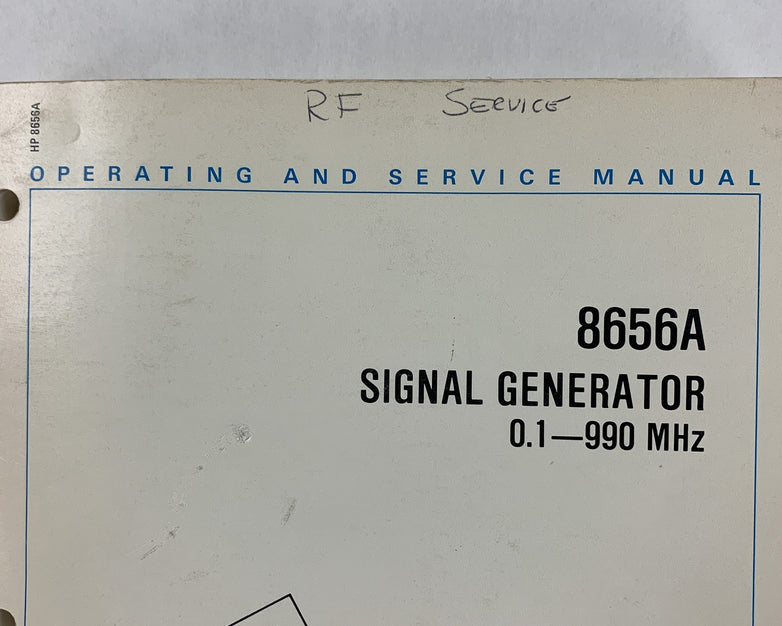 RF SERVICE
HP 8656A
OPERATING AND SERVICE MANUAL
8656A
SIGNAL GENERATOR
0.1—990 MHz